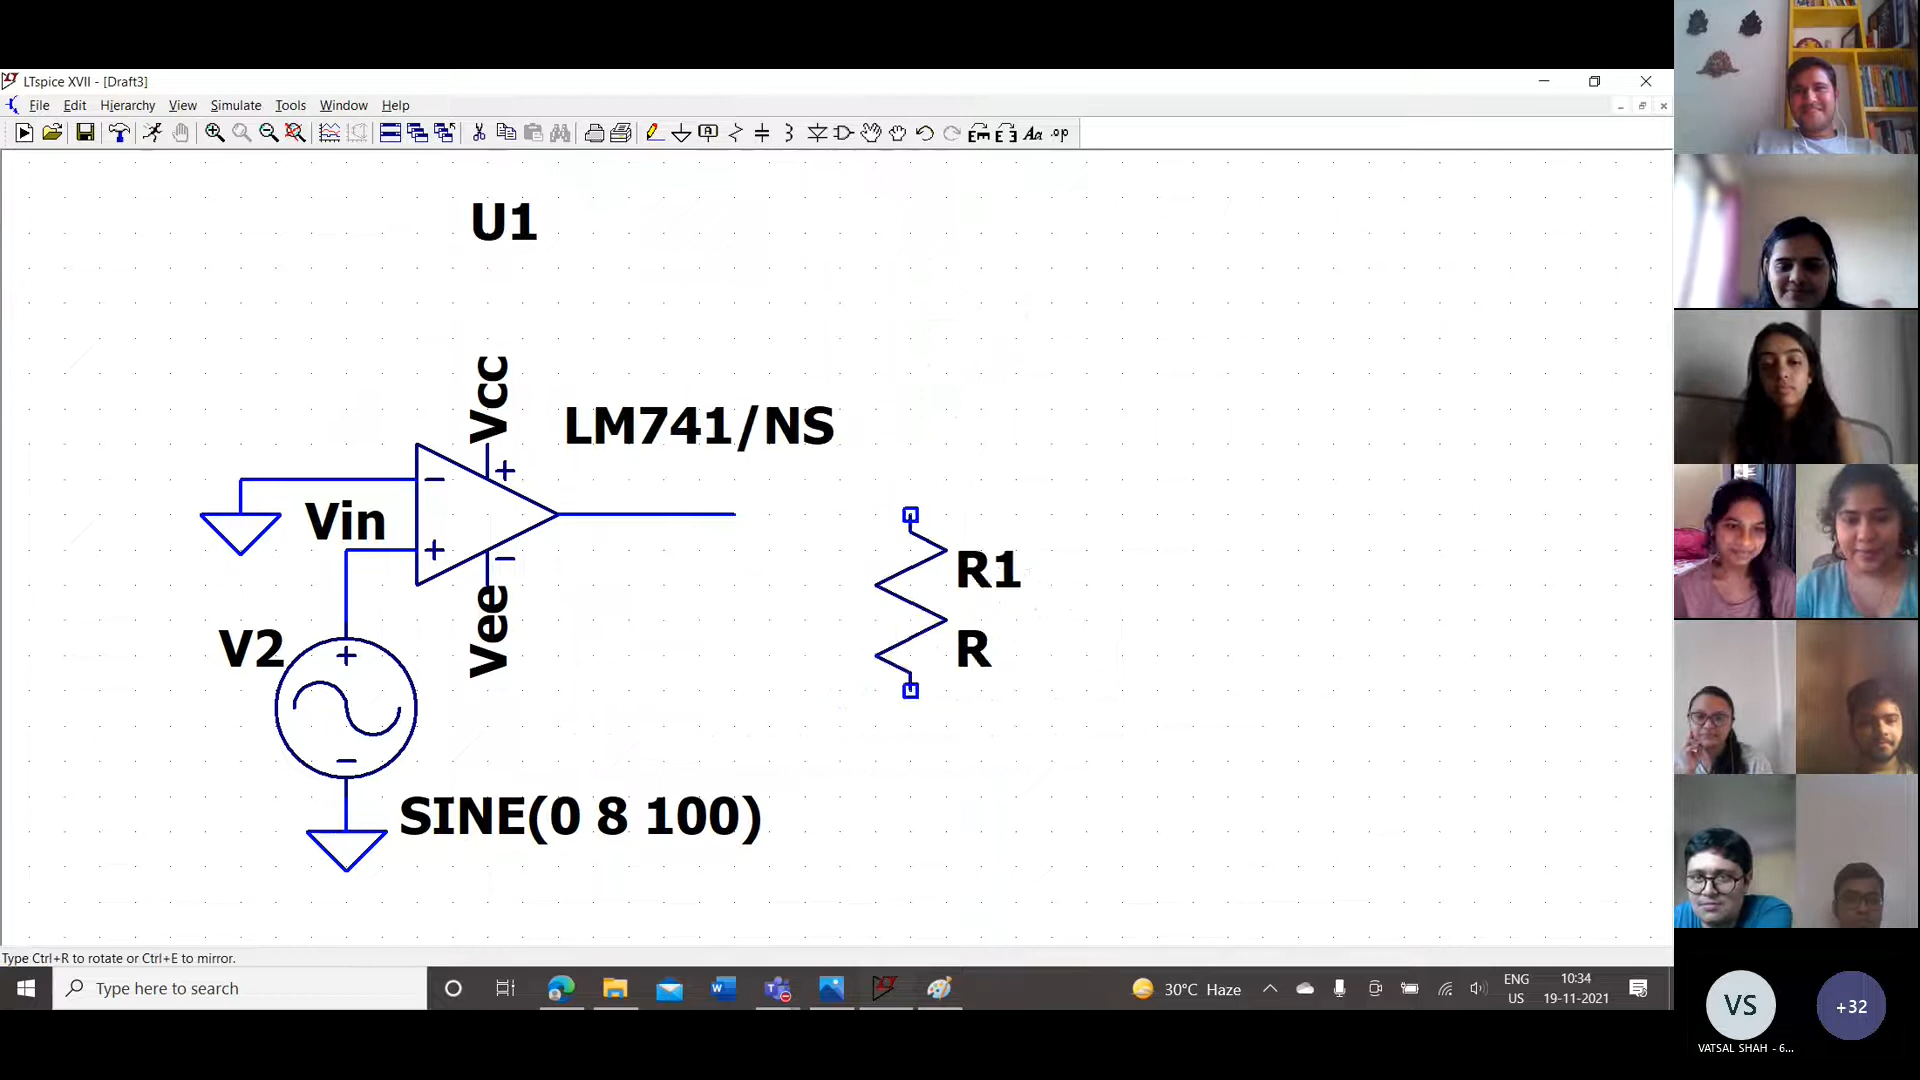 LTspice XVII - [Draft3]
File Edit Hierarchy View Simulate Tools Window Help
Aa .op
U1
Vcc
LM741/NS
Vin
Vee
V2
R1
R
SINE(0 8 100)
Type Ctrl+R to rotate or Ctrl+E to mirror.
Type here to search
30°C Haze
ENG
US
10:34
19-11-2021
VS
+32
VATSAL SHAH - 6...